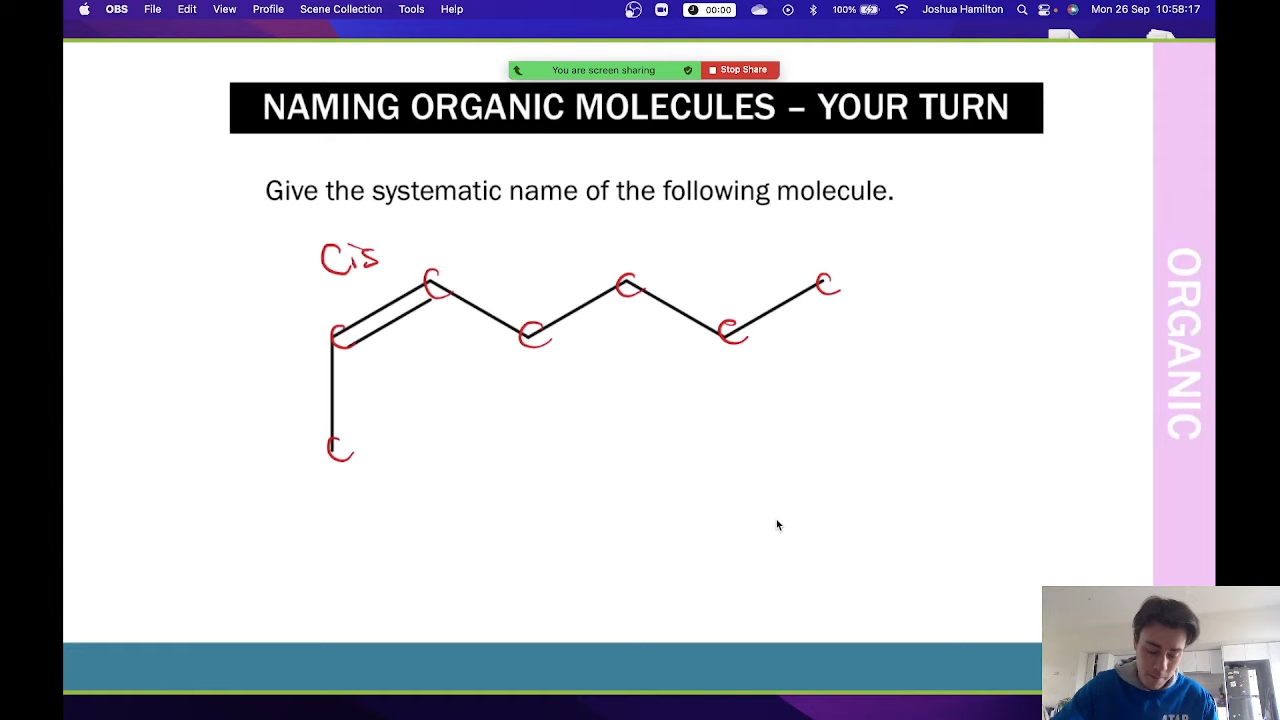 OBS File Edit View Profile Scene Collection Tools Help 00:00 100% Joshua Hamilton Mon 26 Sep 10:58:17
You are screen sharing Stop Share
NAMING ORGANIC MOLECULES – YOUR TURN
Give the systematic name of the following molecule.
Cis
C C C
C C C
C
ORGANIC
ATAR